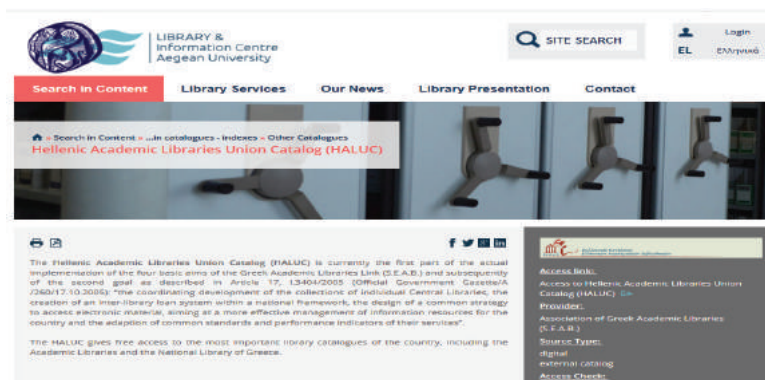 LIBRARY &
Information Centre
Aegean University
SITE SEARCH
Login
EL Ελληνικά
Search in Content Library Services Our News Library Presentation Contact
» Search in Content » ...in catalogues - indexes » Other Catalogues
Hellenic Academic Libraries Union Catalog (HALUC)
The Hellenic Academic Libraries Union Catalog (HALUC) is currently the first part of the actual
implementation of the four basic aims of the Greek Academic Libraries Link (S.E.A.B.) and subsequently
of the second goal as described in Article 17, L3404/2005 (Official Government Gazette/A
/260/17.10.2005): "the coordinating development of the collections of individual Central Libraries, the
creation of an inter-library loan system within a national framework, the design of a common strategy
to access electronic material, aiming at a more effective management of information resources for the
country and the adaption of common standards and performance indicators of their services".
The HALUC gives free access to the most important library catalogues of the country, including the
Academic Libraries and the National Library of Greece.
Access link:
Access to Hellenic Academic Libraries Union
Catalog (HALUC)
Provider:
Association of Greek Academic Libraries
(S.E.A.B.)
Source Type:
digital
external catalog
Access Check: